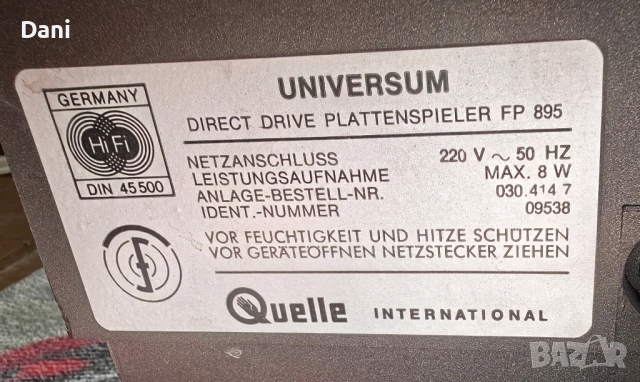 Dani
GERMANY
HiFi
DIN 45500
UNIVERSUM
DIRECT DRIVE PLATTENSPIELER FP 895
NETZANSCHLUSS 220 V ~ 50 HZ
LEISTUNGSAUFNAHME MAX. 8 W
ANLAGE-BESTELL-NR. 030.414 7
IDENT.-NUMMER 09538
VOR FEUCHTIGKEIT UND HITZE SCHÜTZEN
VOR GERÄTEÖFFNEN NETZSTECKER ZIEHEN
Quelle INTERNATIONAL
BAZAR